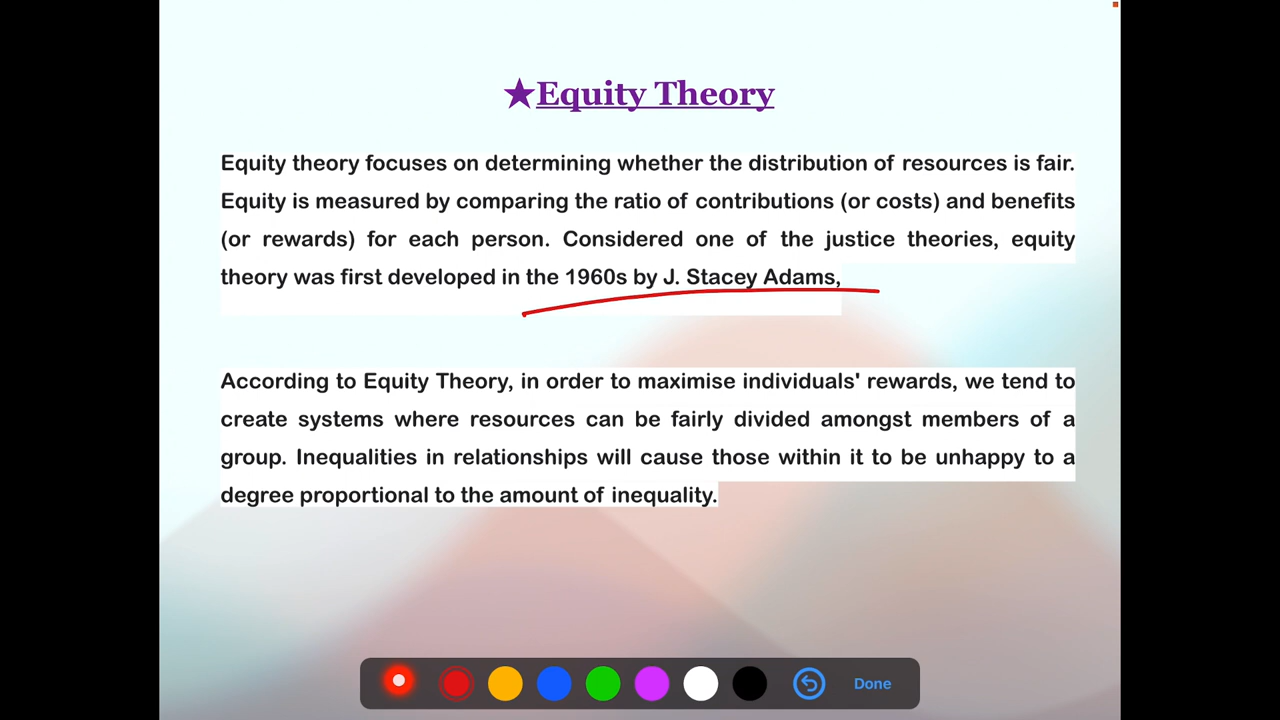 ★Equity Theory
Equity theory focuses on determining whether the distribution of resources is fair.
Equity is measured by comparing the ratio of contributions (or costs) and benefits
(or rewards) for each person. Considered one of the justice theories, equity
theory was first developed in the 1960s by J. Stacey Adams,
According to Equity Theory, in order to maximise individuals' rewards, we tend to
create systems where resources can be fairly divided amongst members of a
group. Inequalities in relationships will cause those within it to be unhappy to a
degree proportional to the amount of inequality.
Done